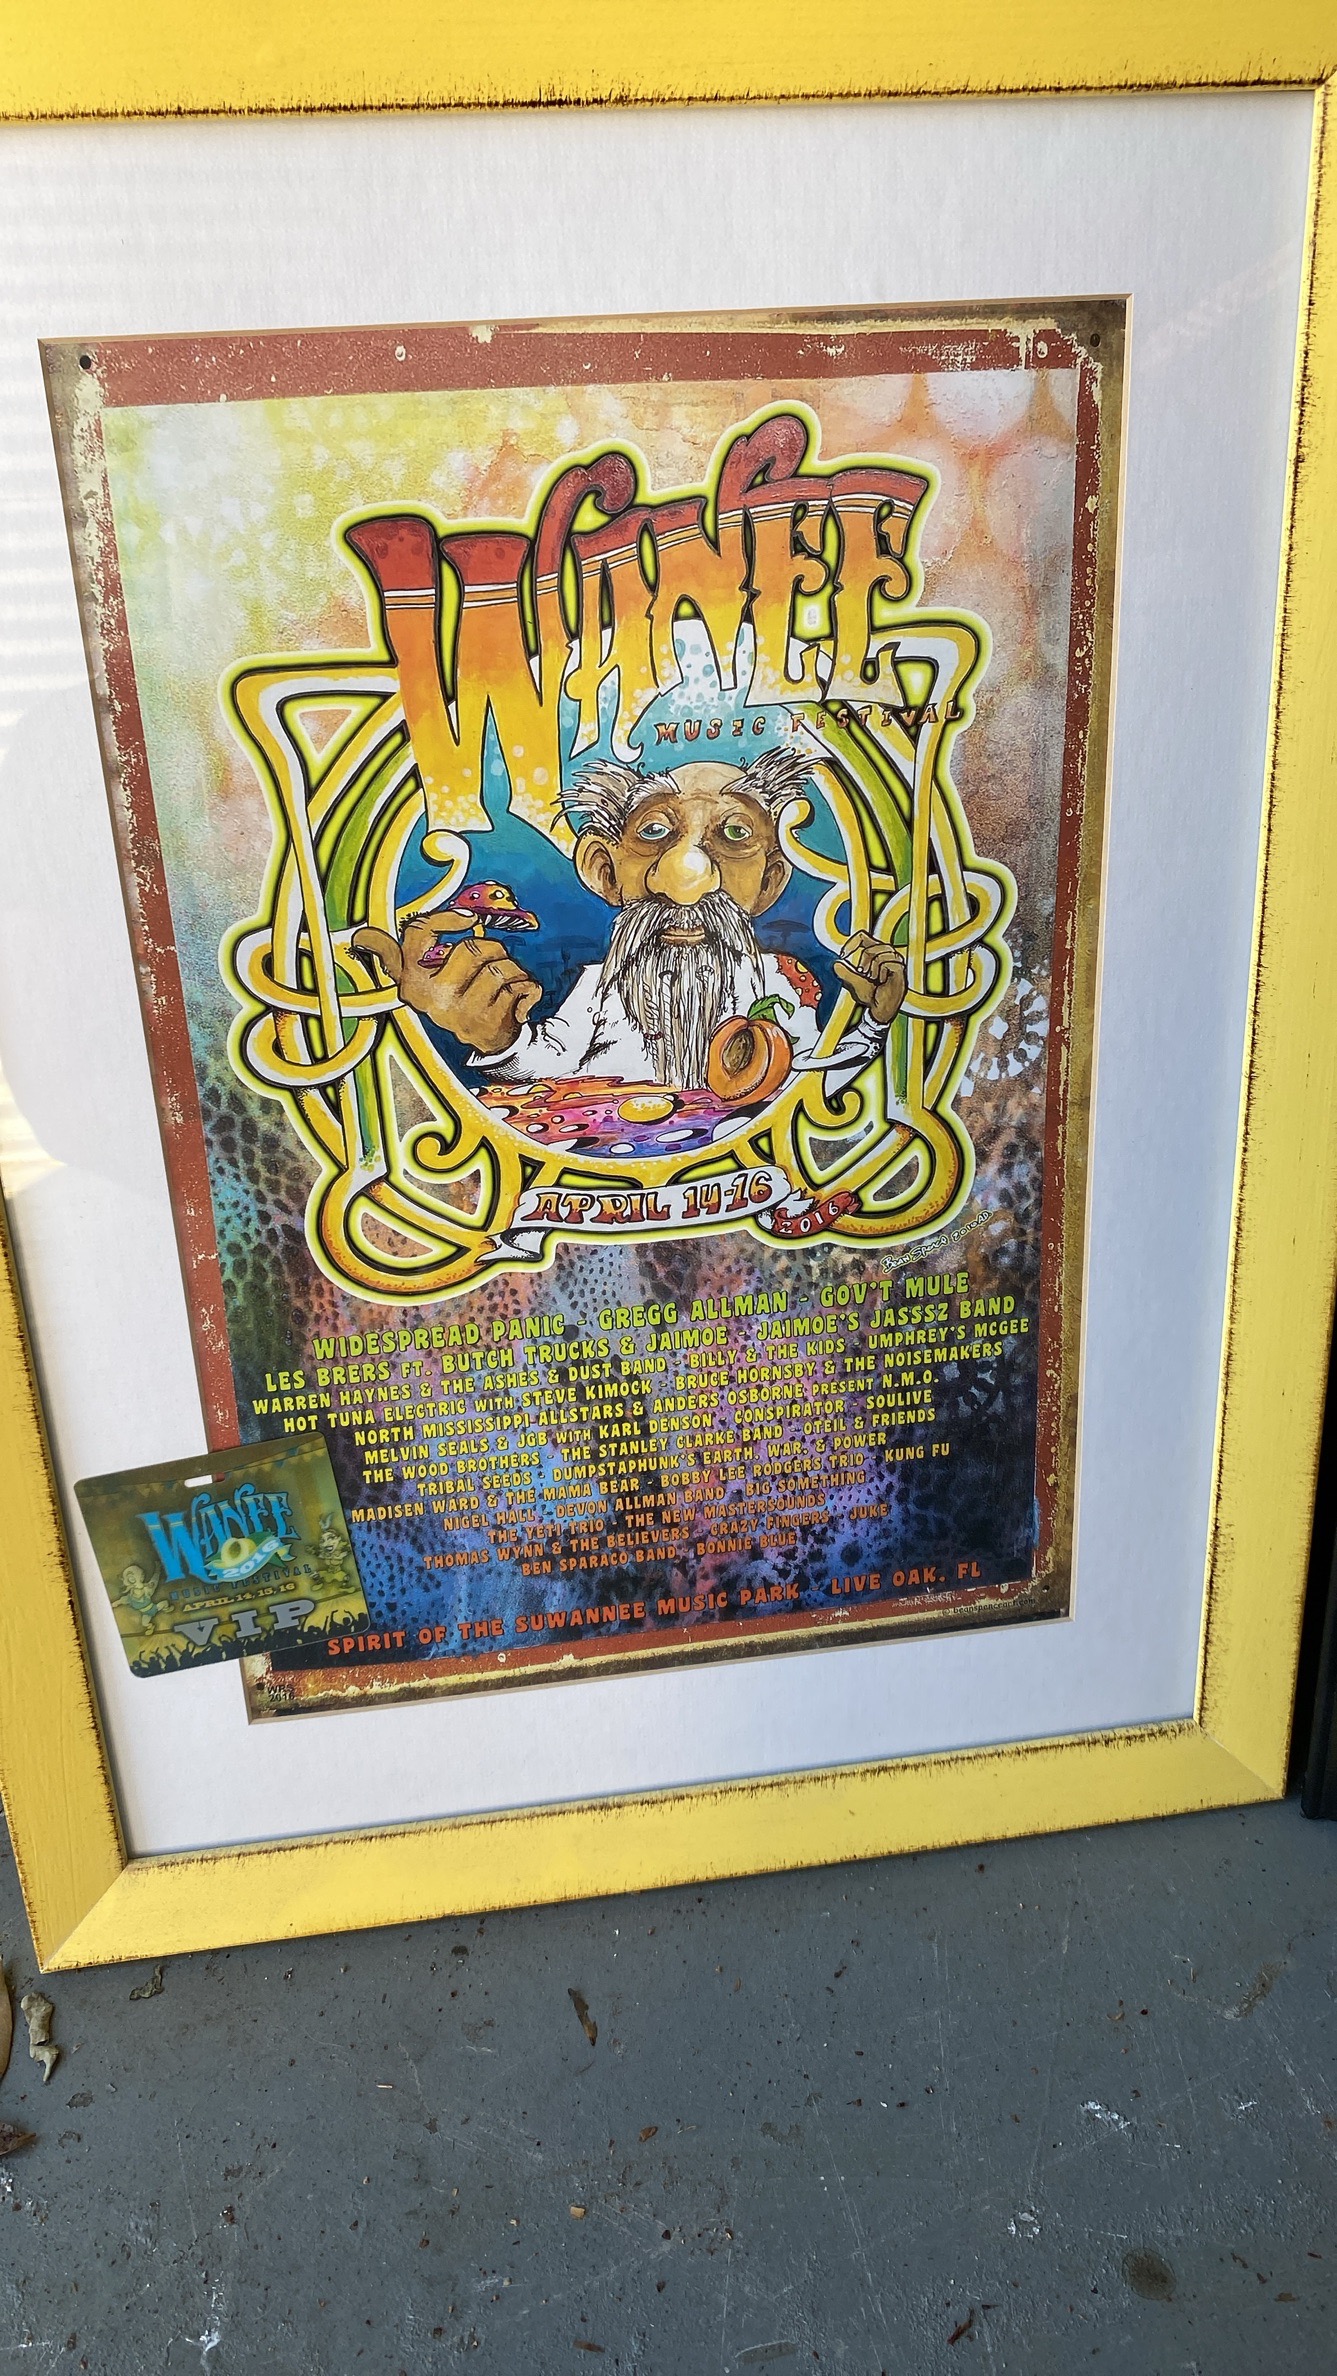 WANEE
MUSIC FESTIVAL
APRIL 14-16
2016
Bean Spence
WIDESPREAD PANIC - GREGG ALLMAN - GOV'T MULE
LES BRERS FT. BUTCH TRUCKS & JAIMOE - JAIMOE'S JASSSZ BAND
WARREN HAYNES & THE ASHES & DUST BAND - BILLY & THE KIDS - UMPHREY'S MCGEE
HOT TUNA ELECTRIC WITH STEVE KIMOCK - BRUCE HORNSBY & THE NOISEMAKERS
NORTH MISSISSIPPI ALLSTARS & ANDERS OSBORNE PRESENT N.M.O.
MELVIN SEALS & JGB WITH KARL DENSON - CONSPIRATOR - SOULIVE
THE WOOD BROTHERS - THE STANLEY CLARKE BAND - OTEIL & FRIENDS
TRIBAL SEEDS - DUMPSTAPHUNK'S EARTH, WAR, & POWER
MADISEN WARD & THE MAMA BEAR - BOBBY LEE RODGERS TRIO - KUNG FU
NIGEL HALL - DEVON ALLMAN BAND - BIG SOMETHING
THE YETI TRIO - THE NEW MASTERSOUNDS
THOMAS WYNN & THE BELIEVERS - CRAZY FINGERS - JUKE
BEN SPARACO BAND - BONNIE BLUE
SPIRIT OF THE SUWANNEE MUSIC PARK - LIVE OAK, FL
WANEE
2016
MUSIC FESTIVAL
APRIL, 14, 15, 16
VIP
2016